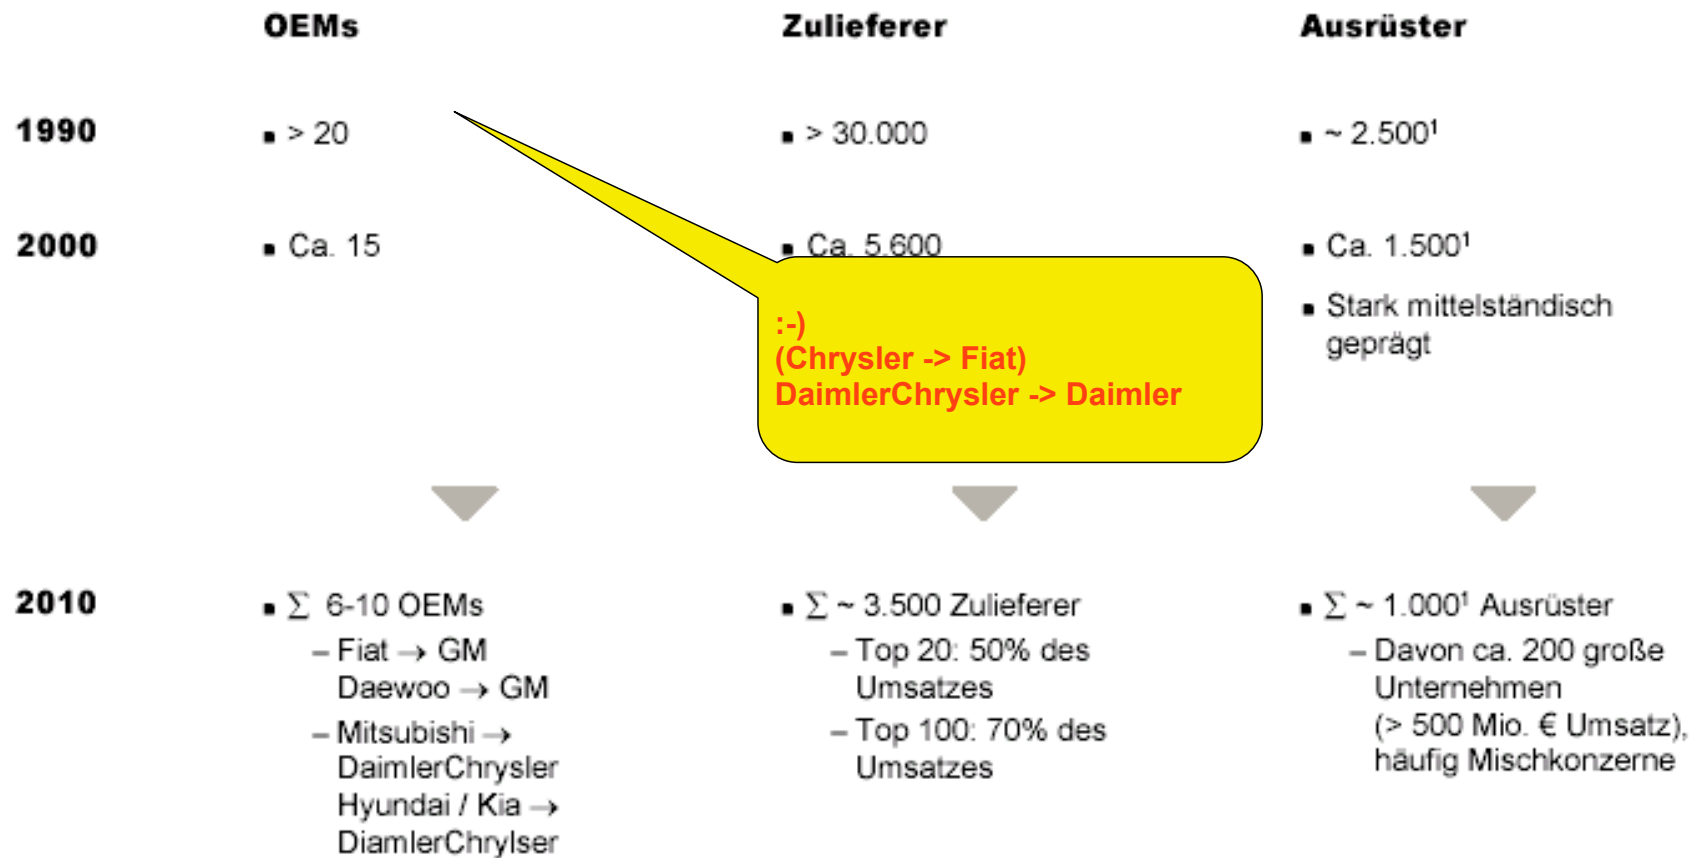 OEMs Zulieferer Ausrüster
1990 ▪ > 20 ▪ > 30.000 ▪ ~ 2.500¹
2000 ▪ Ca. 15 ▪ Ca. 5.600 ▪ Ca. 1.500¹
▪ Stark mittelständisch
geprägt
:-)
(Chrysler -> Fiat)
DaimlerChrysler -> Daimler
2010
▪ ∑ 6-10 OEMs
– Fiat → GM
Daewoo → GM
– Mitsubishi →
DaimlerChrysler
Hyundai / Kia →
DiamlerChrylser
▪ ∑ ~ 3.500 Zulieferer
– Top 20: 50% des
Umsatzes
– Top 100: 70% des
Umsatzes
▪ ∑ ~ 1.000¹ Ausrüster
– Davon ca. 200 große
Unternehmen
(> 500 Mio. € Umsatz),
häufig Mischkonzerne